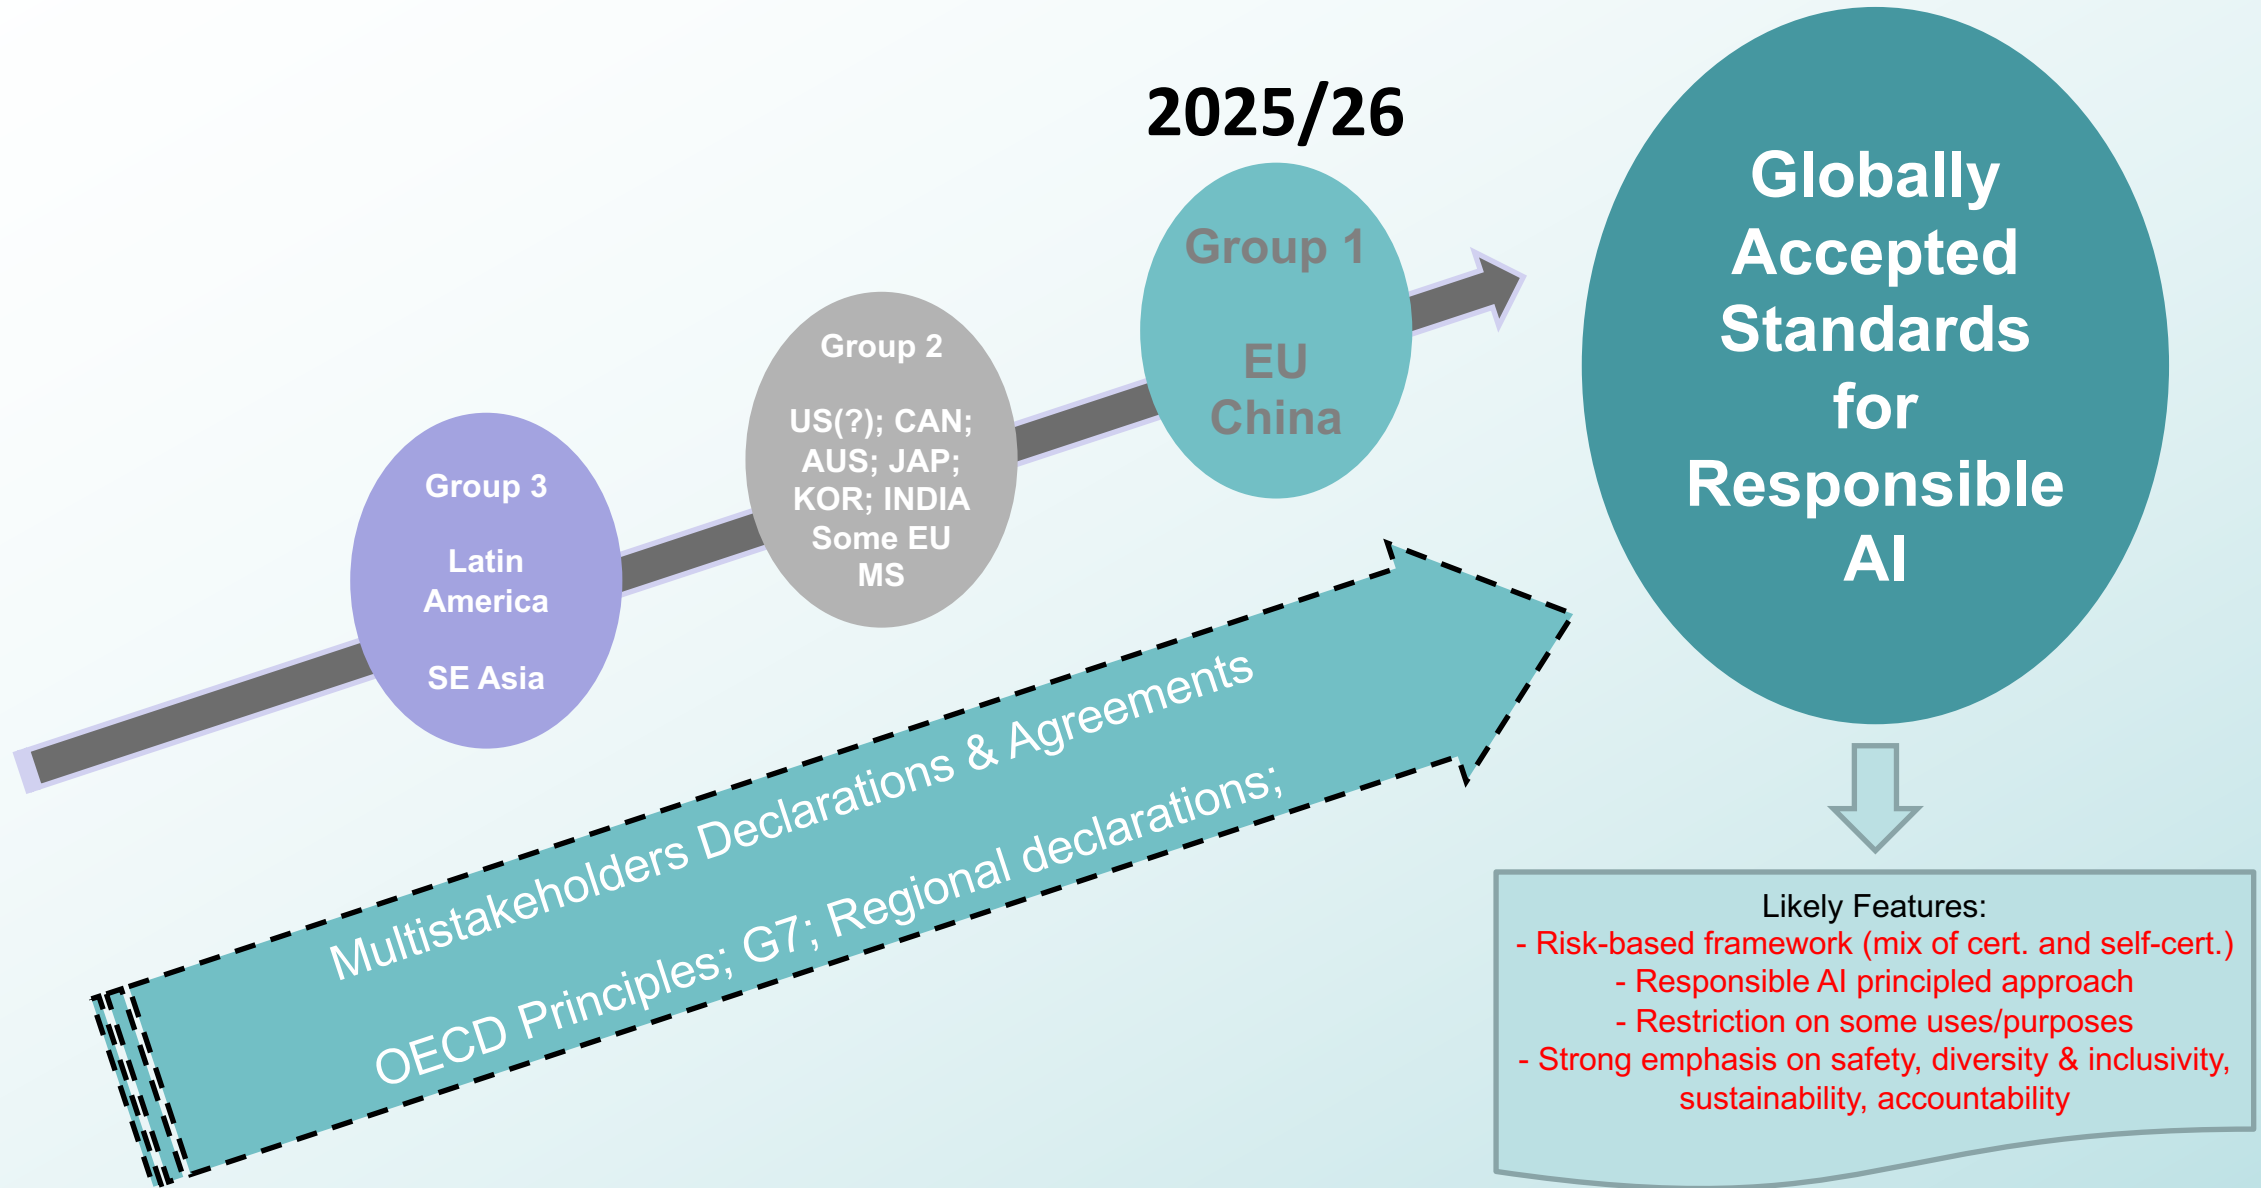 2025/26
Group 1
EU
China
Group 2
US(?); CAN;
AUS; JAP;
KOR; INDIA
Some EU
MS
Group 3
Latin
America
SE Asia
Globally
Accepted
Standards
for
Responsible
AI
Multistakeholders Declarations & Agreements
OECD Principles; G7; Regional declarations;
Likely Features:
- Risk-based framework (mix of cert. and self-cert.)
- Responsible AI principled approach
- Restriction on some uses/purposes
- Strong emphasis on safety, diversity & inclusivity,
sustainability, accountability